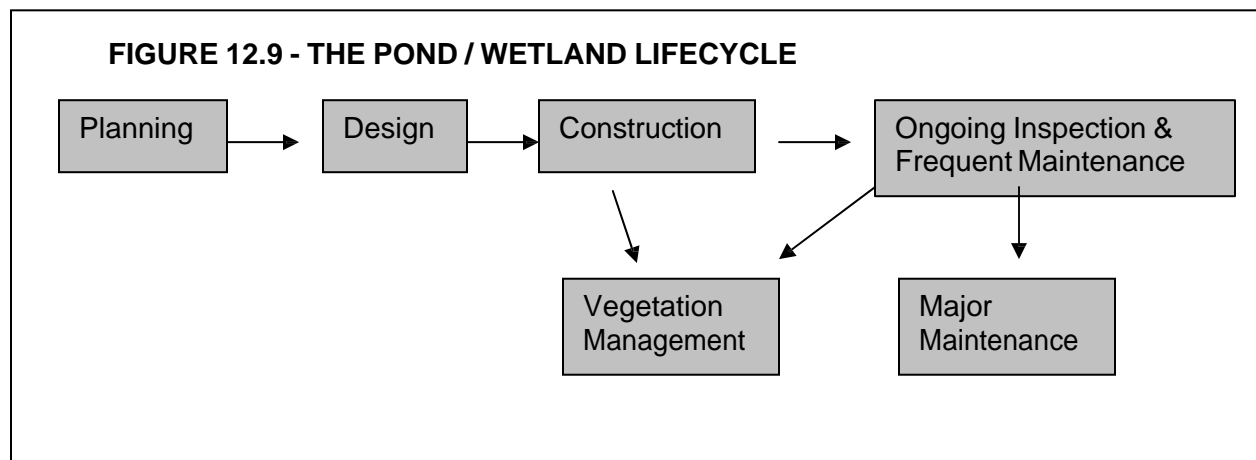 FIGURE 12.9 - THE POND / WETLAND LIFECYCLE
Planning
Design
Construction
Ongoing Inspection &
Frequent Maintenance
Vegetation
Management
Major
Maintenance